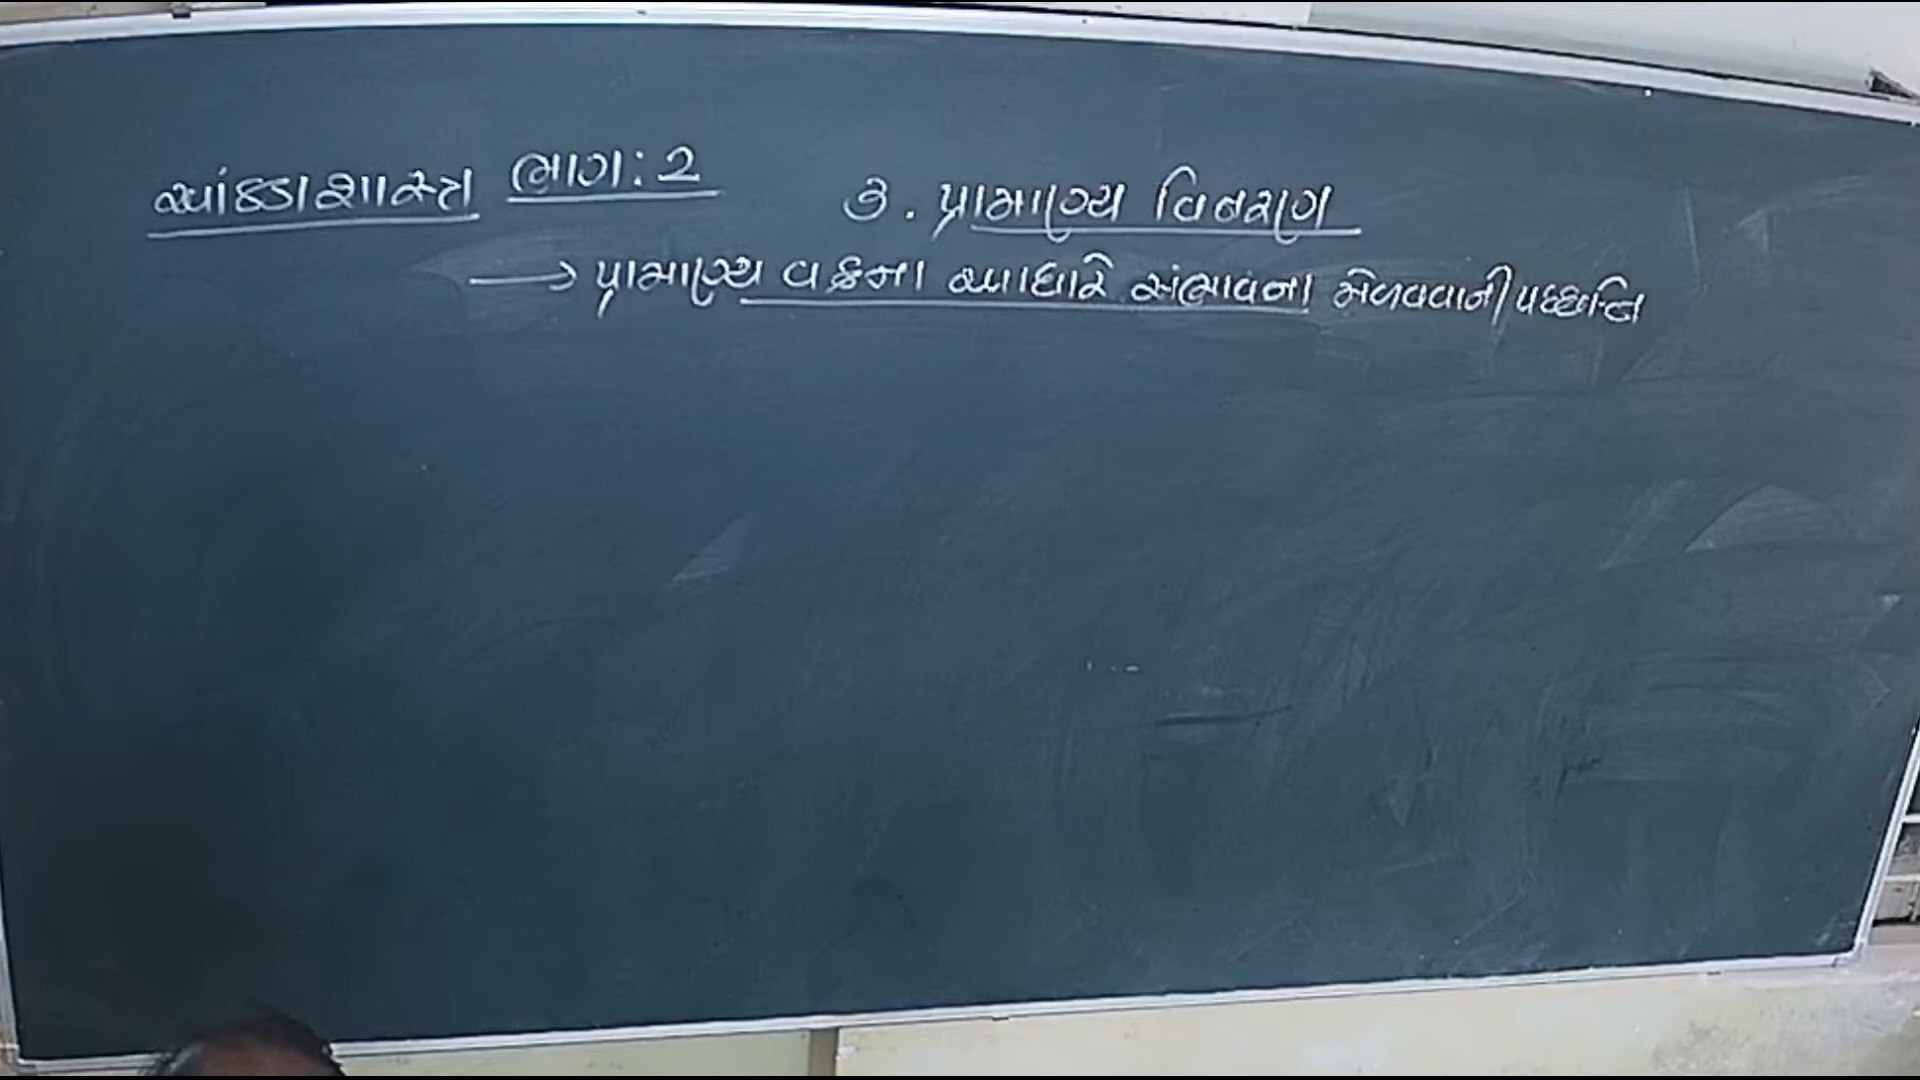 આંકડાશાસ્ત્ર ભાગ: 2 3. પ્રામાણ્ય વિતરણ
→ પ્રામાણ્ય વક્રના આધારે સંભાવના મેળવવાની પદ્ધતિ